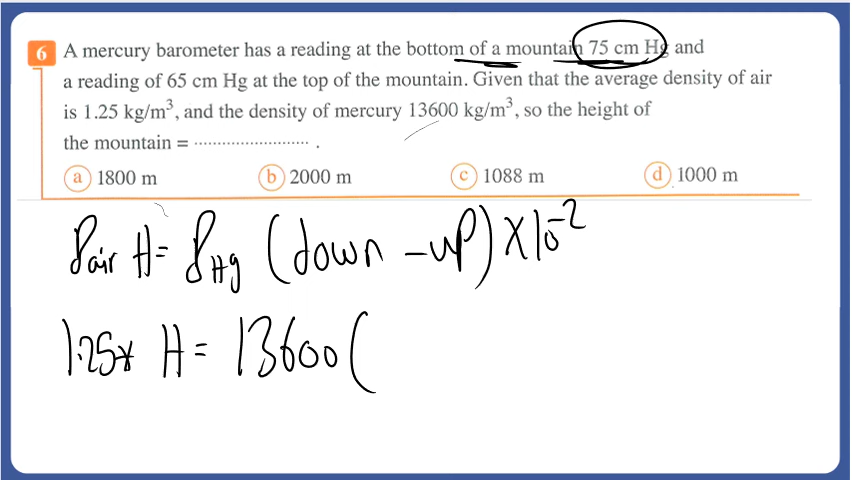 6 A mercury barometer has a reading at the bottom of a mountain 75 cm Hg and
a reading of 65 cm Hg at the top of the mountain. Given that the average density of air
is 1.25 kg/m³, and the density of mercury 13600 kg/m³, so the height of
the mountain = ........................ .
a 1800 m b 2000 m c 1088 m d 1000 m
ρair H = ρHg (down - up) × 10⁻²
1.25 × H = 13600 (